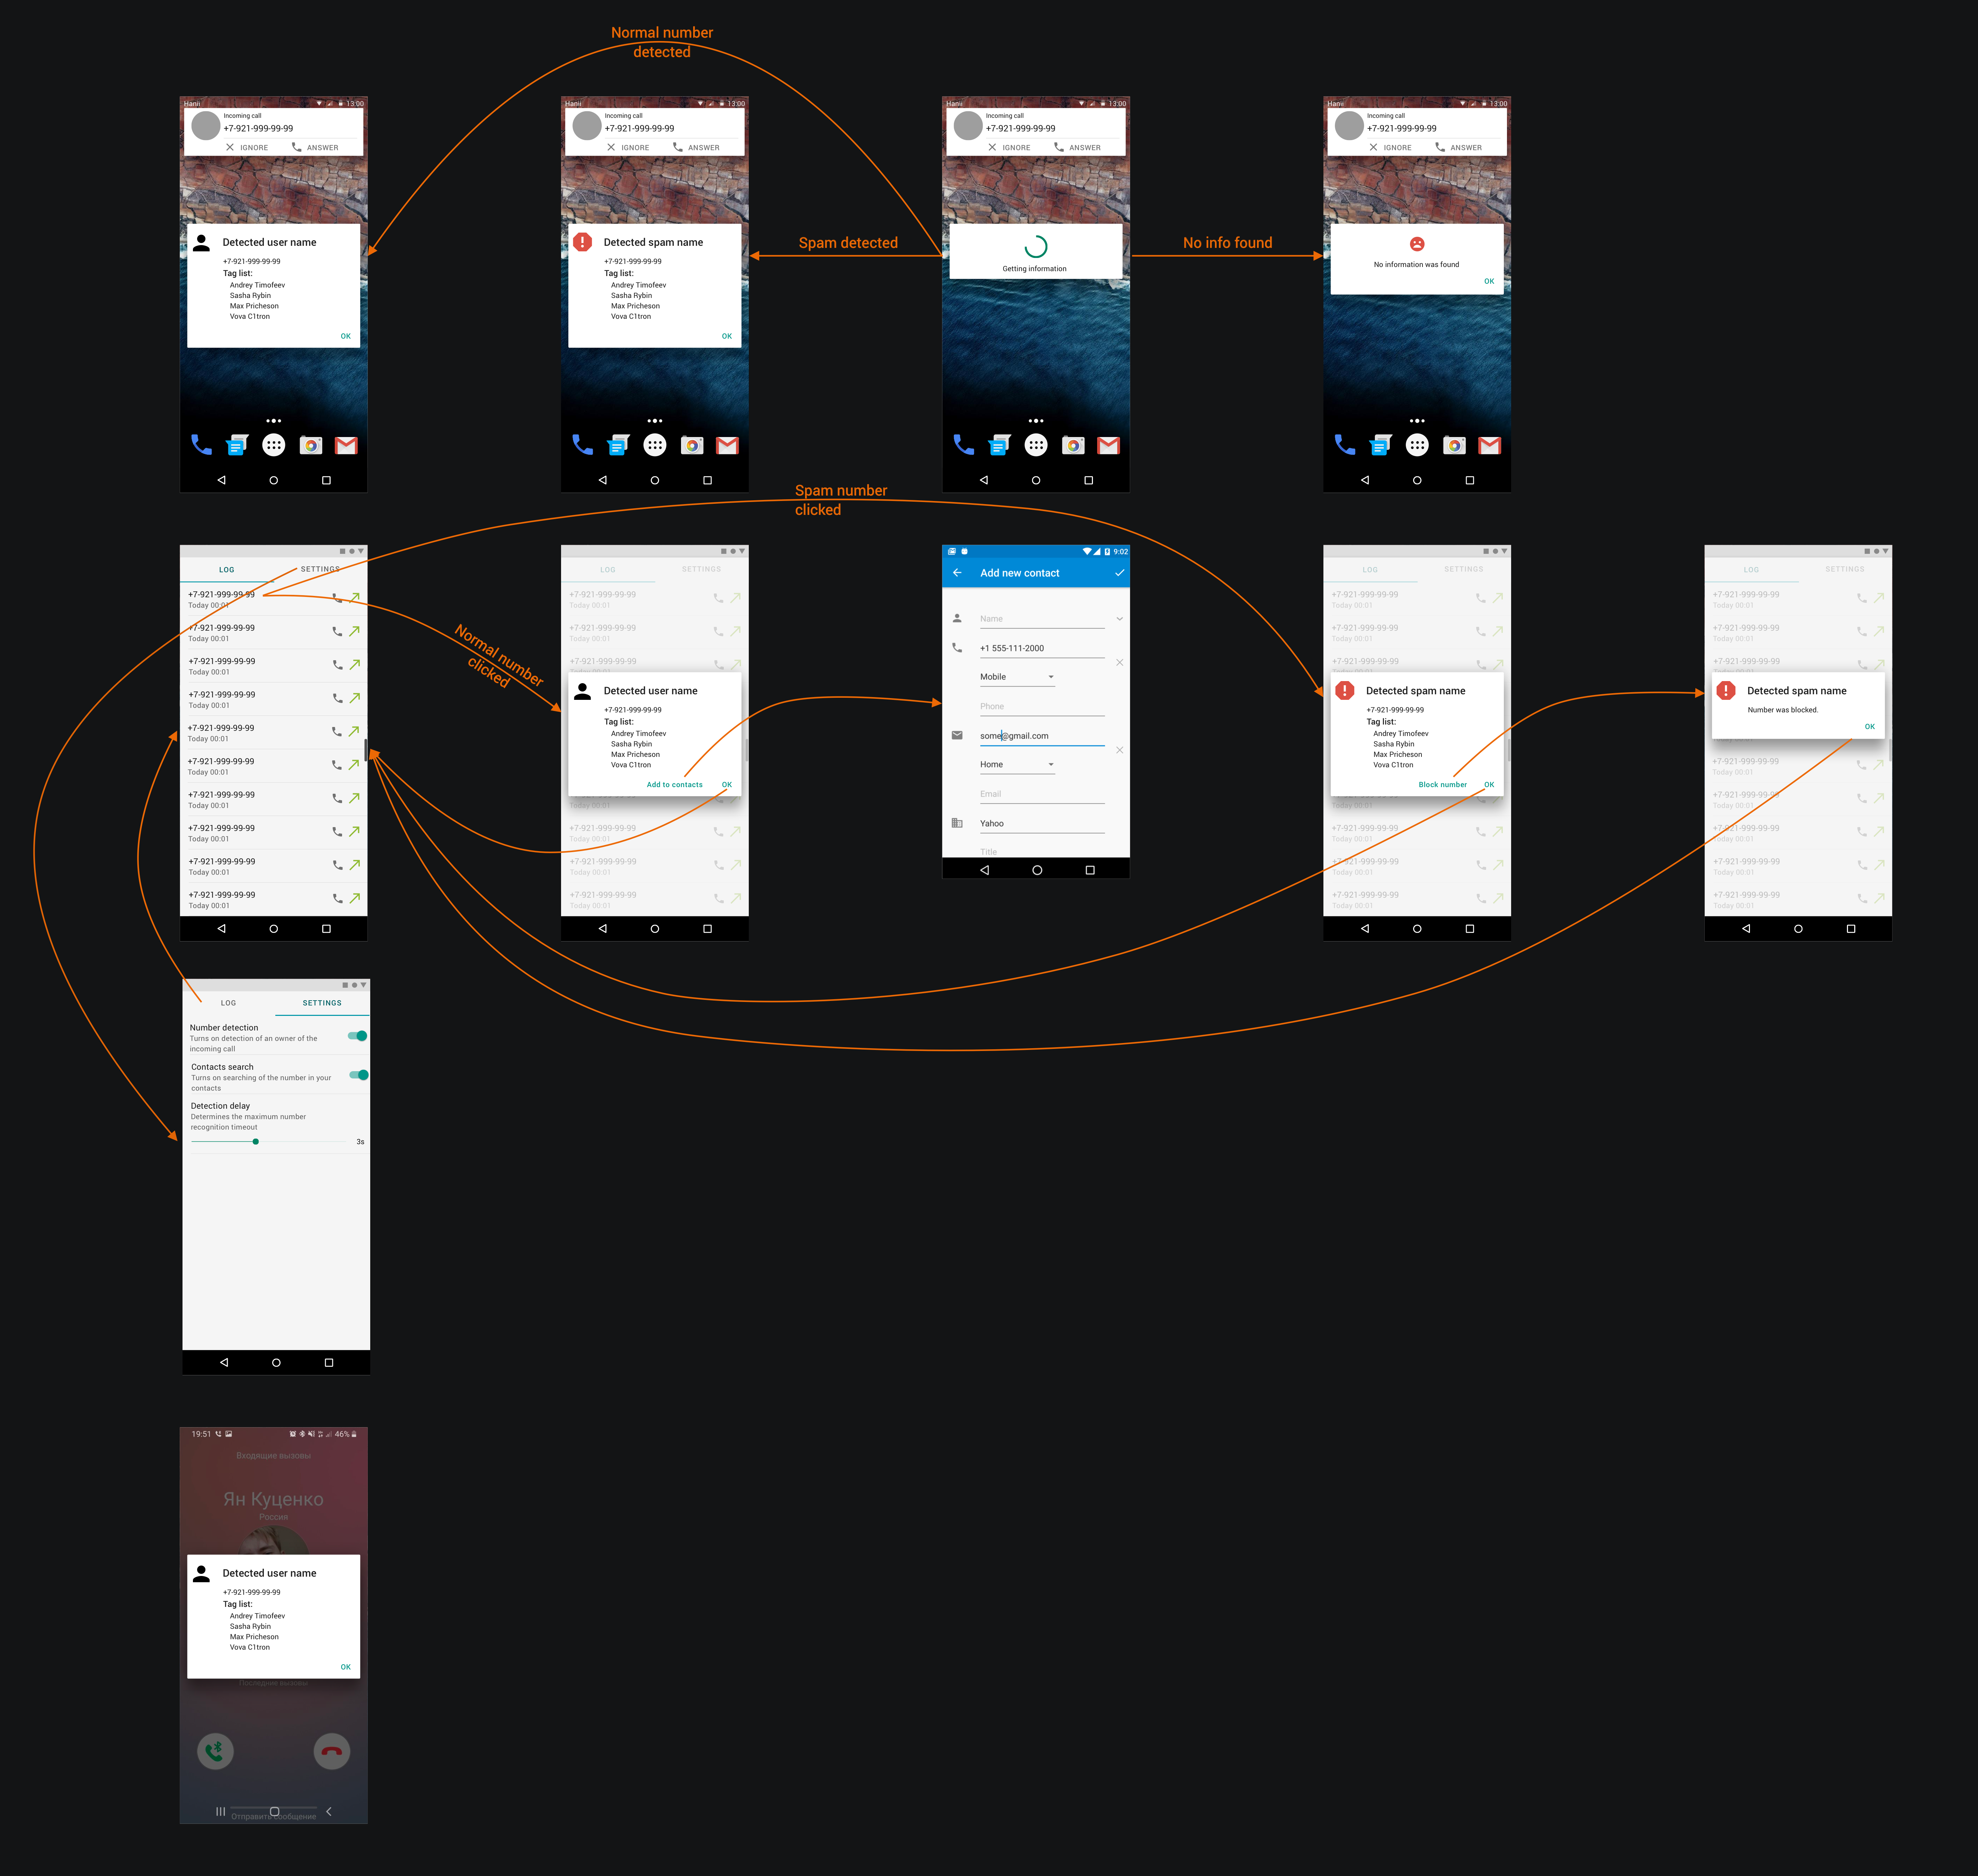 Normal number
detected
Hanii
13:00
Incoming call
+7-921-999-99-99
IGNORE
ANSWER
Detected user name
+7-921-999-99-99
Tag list:
Andrey Timofeev
Sasha Rybin
Max Pricheson
Vova C1tron
OK
Hanii
13:00
Incoming call
+7-921-999-99-99
IGNORE
ANSWER
Detected spam name
+7-921-999-99-99
Tag list:
Andrey Timofeev
Sasha Rybin
Max Pricheson
Vova C1tron
OK
Spam detected
Hanii
13:00
Incoming call
+7-921-999-99-99
IGNORE
ANSWER
Getting information
No info found
Hanii
13:00
Incoming call
+7-921-999-99-99
IGNORE
ANSWER
No information was found
OK
Spam number
clicked
LOG
SETTINGS
+7-921-999-99-99
Today 00:01
+7-921-999-99-99
Today 00:01
+7-921-999-99-99
Today 00:01
+7-921-999-99-99
Today 00:01
+7-921-999-99-99
Today 00:01
+7-921-999-99-99
Today 00:01
+7-921-999-99-99
Today 00:01
+7-921-999-99-99
Today 00:01
+7-921-999-99-99
Today 00:01
+7-921-999-99-99
Today 00:01
Normal number
clicked
LOG
SETTINGS
+7-921-999-99-99
Today 00:01
+7-921-999-99-99
Today 00:01
+7-921-999-99-99
Detected user name
+7-921-999-99-99
Tag list:
Andrey Timofeev
Sasha Rybin
Max Pricheson
Vova C1tron
Add to contacts
OK
Today 00:01
+7-921-999-99-99
Today 00:01
+7-921-999-99-99
Today 00:01
+7-921-999-99-99
Today 00:01
9:02
Add new contact
Name
+1 555-111-2000
Mobile
Phone
some@gmail.com
Home
Email
Yahoo
Title
LOG
SETTINGS
+7-921-999-99-99
Today 00:01
+7-921-999-99-99
Today 00:01
+7-921-999-99-99
Detected spam name
+7-921-999-99-99
Tag list:
Andrey Timofeev
Sasha Rybin
Max Pricheson
Vova C1tron
Block number
OK
Today 00:01
+7-921-999-99-99
Today 00:01
+7-921-999-99-99
Today 00:01
+7-921-999-99-99
Today 00:01
LOG
SETTINGS
+7-921-999-99-99
Today 00:01
+7-921-999-99-99
Today 00:01
+7-921-999-99-99
Detected spam name
Number was blocked.
OK
+7-921-999-99-99
Today 00:01
+7-921-999-99-99
Today 00:01
+7-921-999-99-99
Today 00:01
+7-921-999-99-99
Today 00:01
+7-921-999-99-99
Today 00:01
LOG
SETTINGS
Number detection
Turns on detection of an owner of the
incoming call
Contacts search
Turns on searching of the number in your
contacts
Detection delay
Determines the maximum number
recognition timeout
3s
19:51
46%
Входящие вызовы
Ян Куценко
Россия
Detected user name
+7-921-999-99-99
Tag list:
Andrey Timofeev
Sasha Rybin
Max Pricheson
Vova C1tron
OK
Последние вызовы
Отправить сообщение